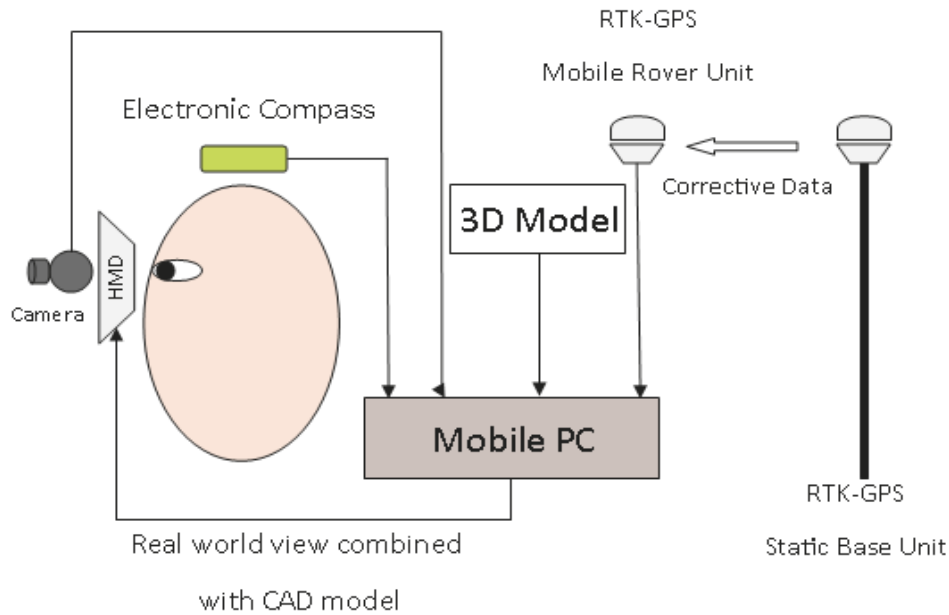 RTK-GPS
Mobile Rover Unit
Electronic Compass
Corrective Data
3D Model
HMD
Camera
Mobile PC
RTK-GPS
Static Base Unit
Real world view combined
with CAD model